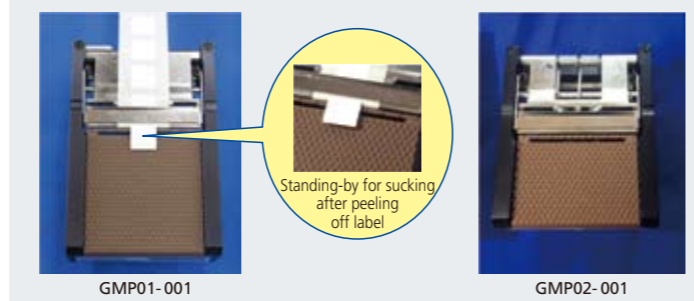 Standing-by for sucking
after peeling
off label
GMP01- 001
GMP02- 001